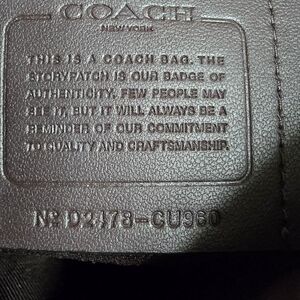 COACH
NEW YORK
THIS IS A COACH BAG. THE
STORYPATCH IS OUR BADGE OF
AUTHENTICITY. FEW PEOPLE MAY
SEE IT, BUT IT WILL ALWAYS BE A
REMINDER OF OUR COMMITMENT
TO QUALITY AND CRAFTSMANSHIP.
Nº D2478-CU960